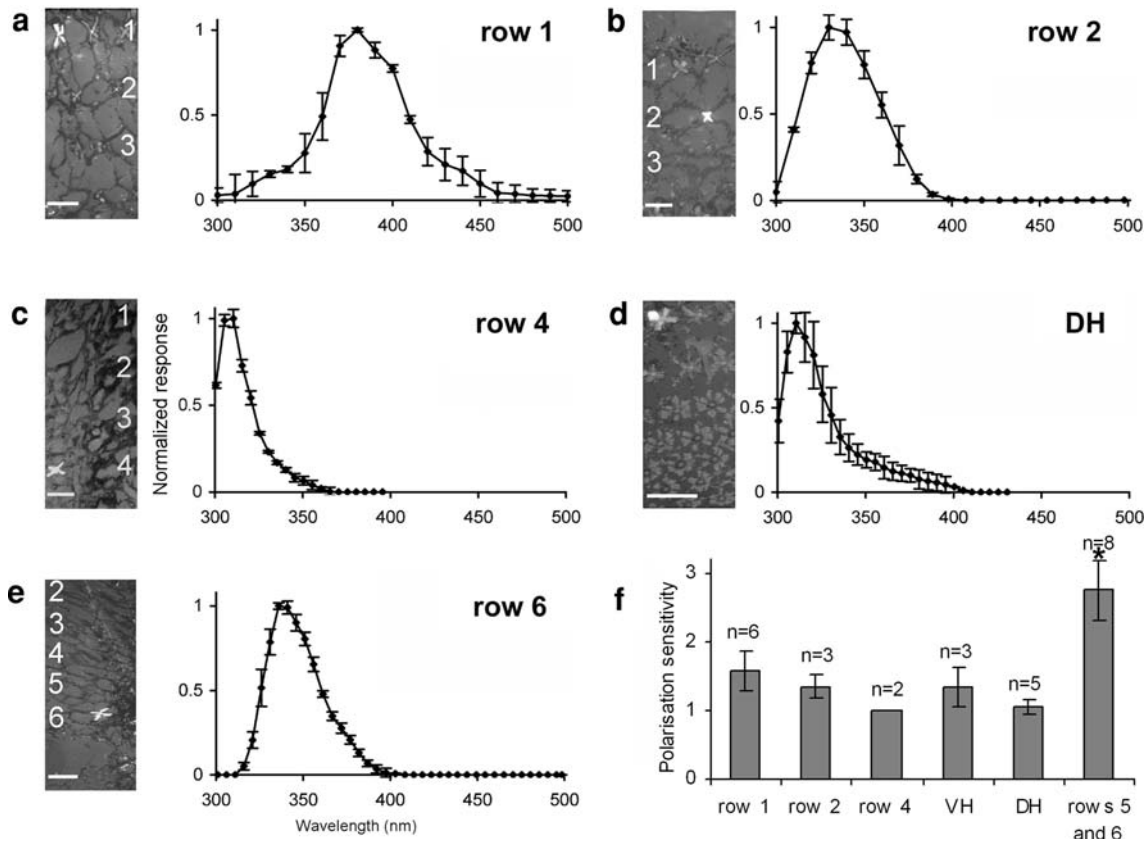 a
1
2
3
row 1
1
0.5
0
300 350 400 450 500
b
1
2
3
row 2
1
0.5
0
300 350 400 450 500
c
1
2
3
4
Normalized response
row 4
1
0.5
0
300 350 400 450 500
d
DH
1
0.5
0
300 350 400 450 500
e
2
3
4
5
6
row 6
1
0.5
0
300 350 400 450 500
Wavelength (nm)
f
Polarisation sensitivity
3
2
1
0
n=6
n=3
n=2
n=3
n=5
n=8
*
row 1 row 2 row 4 VH DH rows 5
and 6